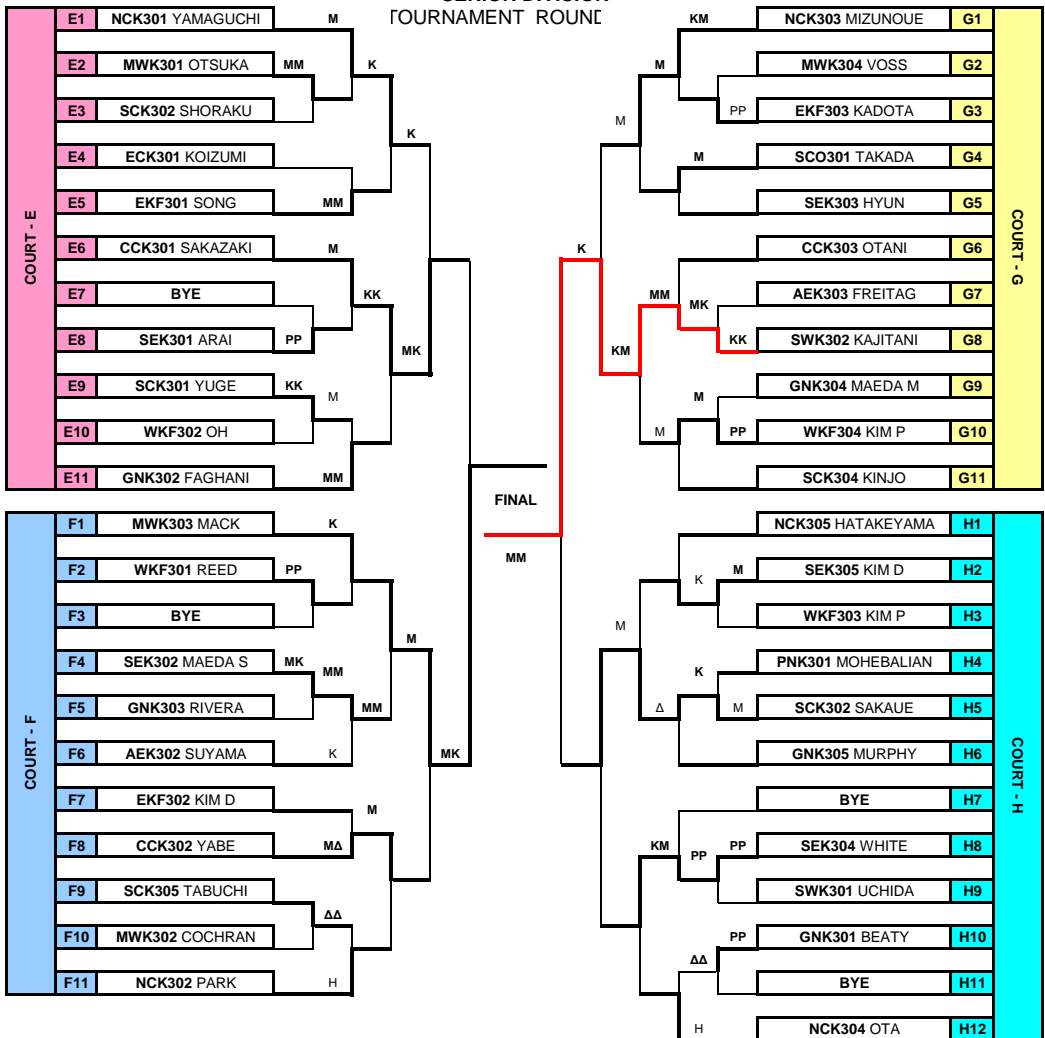 SENIOR DIVISION
TOURNAMENT ROUND
COURT - E
E1 NCK301 YAMAGUCHI M
E2 MWK301 OTSUKA MM K
E3 SCK302 SHORAKU
K
E4 ECK301 KOIZUMI
E5 EKF301 SONG MM
E6 CCK301 SAKAZAKI M
E7 BYE KK
E8 SEK301 ARAI PP MK
E9 SCK301 YUGE KK M
E10 WKF302 OH
E11 GNK302 FAGHANI MM
COURT - F
F1 MWK303 MACK K
F2 WKF301 REED PP
F3 BYE
M
F4 SEK302 MAEDA S MK MM
F5 GNK303 RIVERA MM
F6 AEK302 SUYAMA K MK
F7 EKF302 KIM D M
F8 CCK302 YABE MΔ
F9 SCK305 TABUCHI
ΔΔ
F10 MWK302 COCHRAN
F11 NCK302 PARK H
FINAL
MM
COURT - G
KM NCK303 MIZUNOUE G1
M MWK304 VOSS G2
PP EKF303 KADOTA G3
M
M SCO301 TAKADA G4
SEK303 HYUN G5
K CCK303 OTANI G6
MM MK AEK303 FREITAG G7
KM KK SWK302 KAJITANI G8
M GNK304 MAEDA M G9
M PP WKF304 KIM P G10
SCK304 KINJO G11
COURT - H
NCK305 HATAKEYAMA H1
K M SEK305 KIM D H2
WKF303 KIM P H3
M
K PNK301 MOHEBALIAN H4
Δ M SCK302 SAKAUE H5
GNK305 MURPHY H6
BYE H7
KM PP PP SEK304 WHITE H8
SWK301 UCHIDA H9
PP GNK301 BEATY H10
ΔΔ
BYE H11
H NCK304 OTA H12